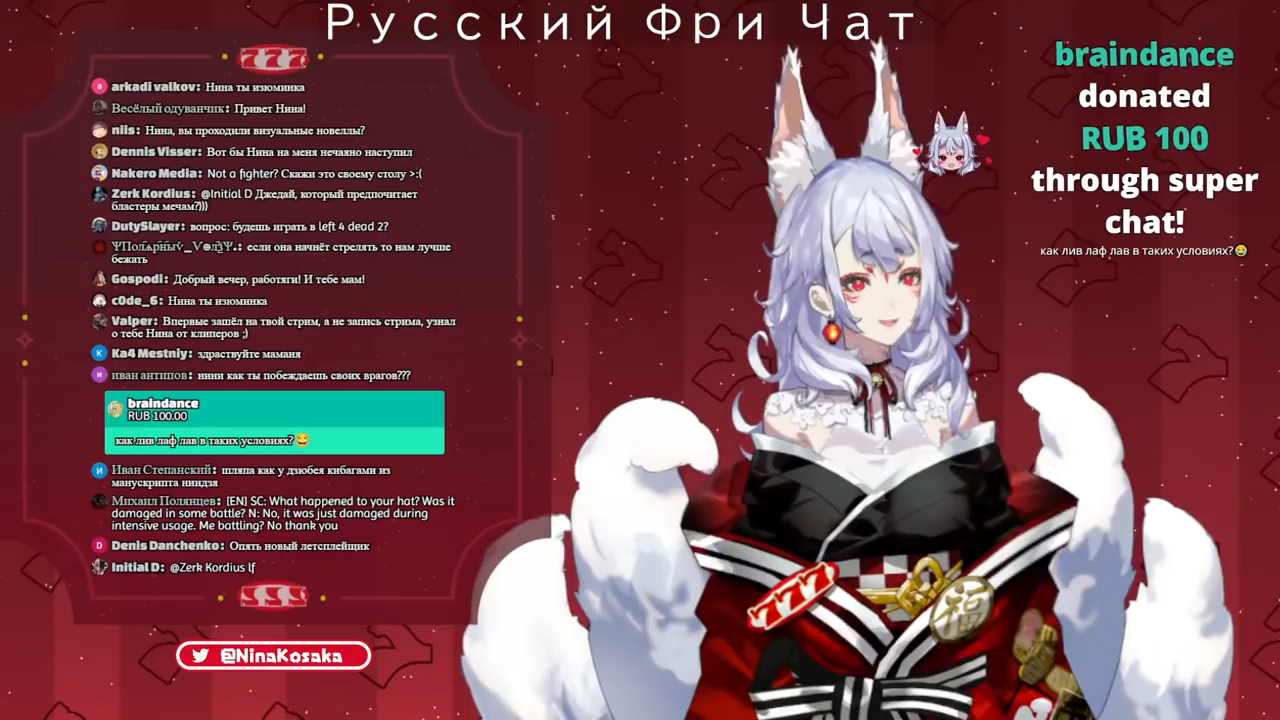 Русский Фри Чат
777
arkadi valkov: Нина ты изюминка
Весёлый одуванчик: Привет Нина!
niis: Нина, вы проходили визуальные новеллы?
Dennis Visser: Вот бы Нина на меня нечаяно наступил
Nakero Media: Not a fighter? Скажи это своему столу >:(
Zerk Kordius: @Initial D Джедай, который предпочитает
бластеры мечам?)))
DutySlayer: вопрос: будешь играть в left 4 dead 2?
если она начнёт стрелять то нам лучше
бежать
Gospodi: Добрый вечер, работяги! И тебе мам!
c0de_6: Нина ты изюминка
Valper: Впервые зашёл на твой стрим, а не запись стрима, узнал
о тебе Нина от клиперов ;)
Ka4 Mestniy: здраствуйте маманя
иван антипов: нини как ты побеждаешь своих врагов???
braindance
RUB 100.00
как лив лаф лав в таких условиях?😂
Иван Степанский: шляпа как у дзюбея кибагами из
манускрипта ниндзя
Михаил Полянцев: [EN] SC: What happened to your hat? Was it
damaged in some battle? N: No, it was just damaged during
intensive usage. Me battling? No thank you
Denis Danchenko: Опять новый летсплейщик
Initial D: @Zerk Kordius lf
@NinaKosaka
braindance
donated
RUB 100
through super
chat!
как лив лаф лав в таких условиях?😂
777
福